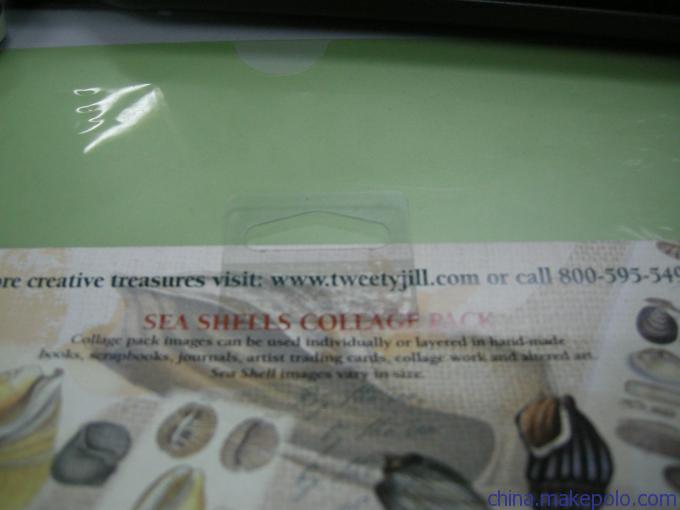 ore creative treasures visit: www.tweetyjill.com or call 800-595-549
SEA SHELLS COLLAGE PACK
Collage pack images can be used individually or layered in hand-made
books, scrapbooks, journals, artist trading cards, collage work and altered art.
Sea Shell images vary in size.
china.makepolo.com